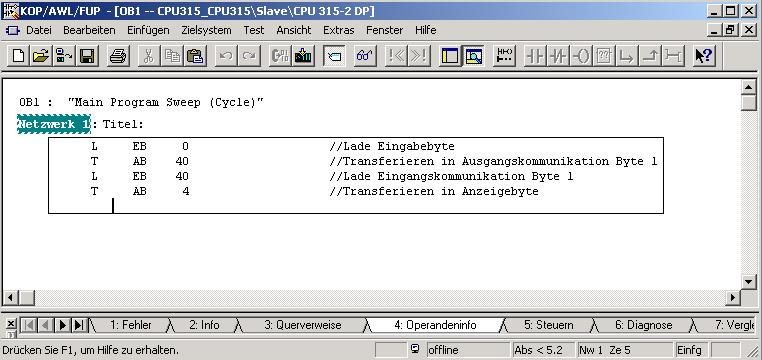 KOP/AWL/FUP - [OB1 -- CPU315_CPU315\Slave\CPU 315-2 DP]
Datei Bearbeiten Einfügen Zielsystem Test Ansicht Extras Fenster Hilfe
OB1 : "Main Program Sweep (Cycle)"
Netzwerk 1: Titel:
L EB 0 //Lade Eingabebyte
T AB 40 //Transferieren in Ausgangskommunikation Byte 1
L EB 40 //Lade Eingangskommunikation Byte 1
T AB 4 //Transferieren in Anzeigebyte
1: Fehler 2: Info 3: Querverweise 4: Operandeninfo 5: Steuern 6: Diagnose 7: Vergle
Drücken Sie F1, um Hilfe zu erhalten. offline Abs < 5.2 Nw 1 Ze 5 Einfg